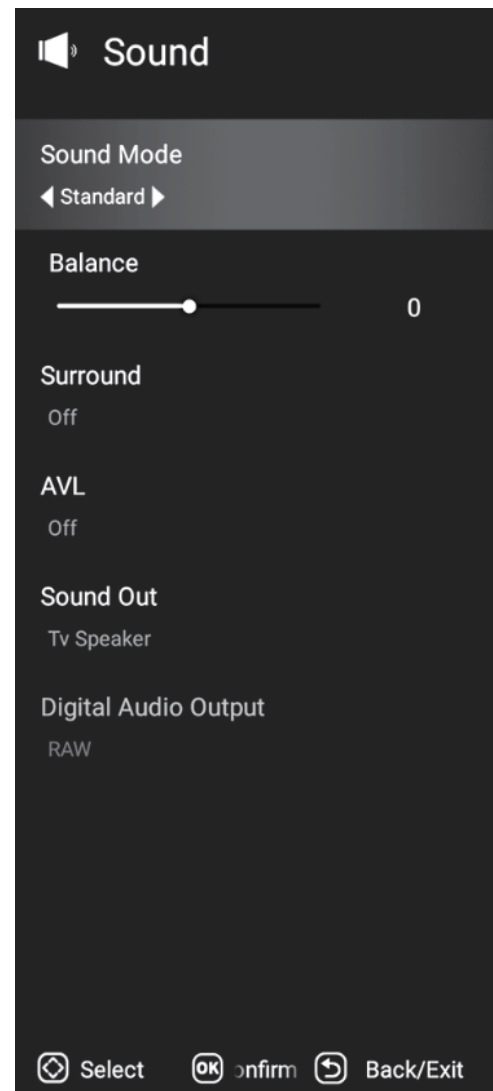 Sound
Sound Mode
Standard
Balance
0
Surround
Off
AVL
Off
Sound Out
Tv Speaker
Digital Audio Output
RAW
Select OK onfirm Back/Exit